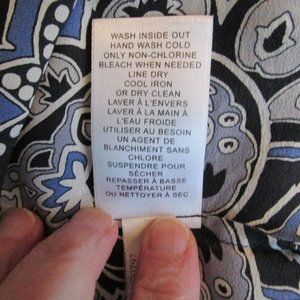 WASH INSIDE OUT
HAND WASH COLD
ONLY NON-CHLORINE
BLEACH WHEN NEEDED
LINE DRY
COOL IRON
OR DRY CLEAN
LAVER À L'ENVERS
LAVER À LA MAIN À
L'EAU FROIDE
UTILISER AU BESOIN
UN AGENT DE
BLANCHIMENT SANS
CHLORE
SUSPENDRE POUR
SÉCHER
REPASSER À BASSE
TEMPÉRATURE
OU NETTOYER À SEC